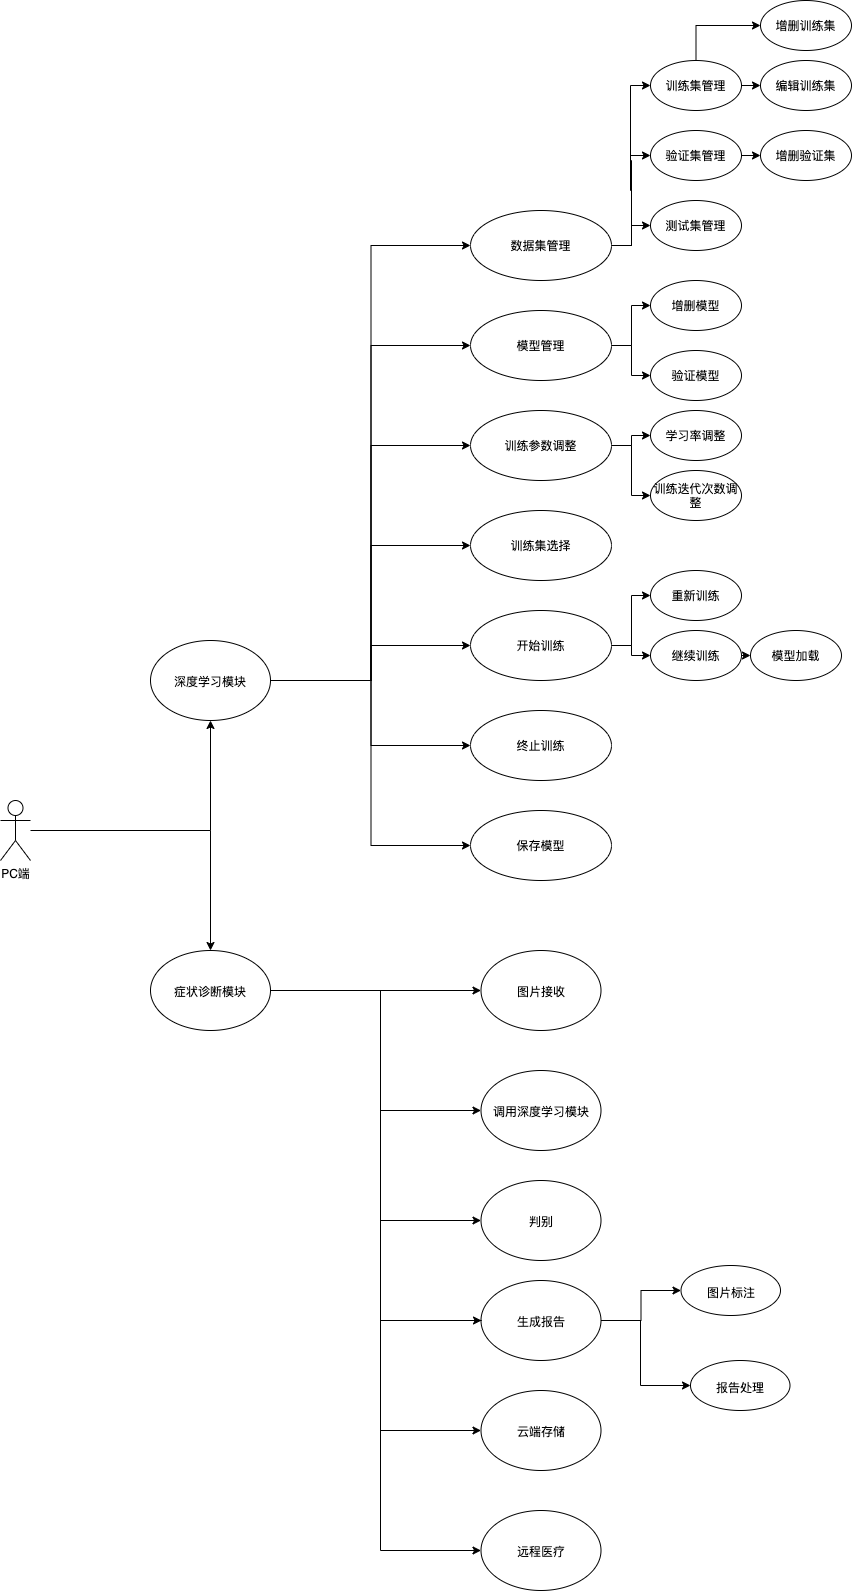 增删训练集
训练集管理
编辑训练集
验证集管理
增删验证集
测试集管理
数据集管理
增删模型
模型管理
验证模型
学习率调整
训练参数调整
训练迭代次数调
整
训练集选择
重新训练
开始训练
继续训练
模型加载
深度学习模块
终止训练
保存模型
PC端
症状诊断模块
图片接收
调用深度学习模块
判别
图片标注
生成报告
报告处理
云端存储
远程医疗